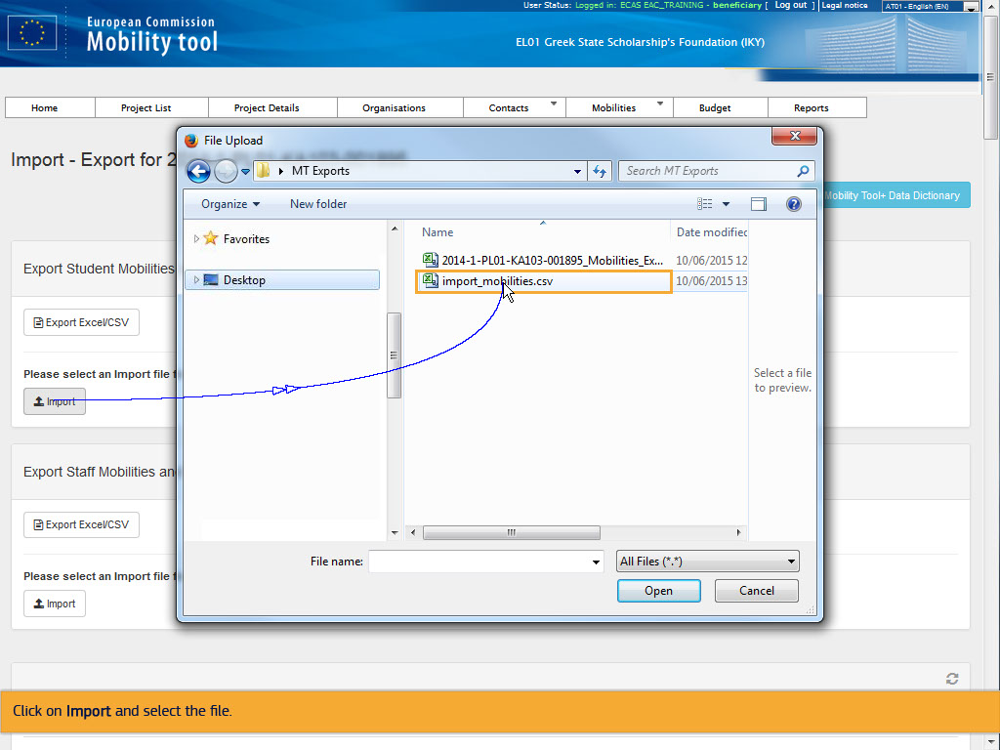 User Status: Logged in: ECAS EAC_TRAINING - beneficiary [ Log out ] Legal notice AT01 - English (EN)
European Commission
Mobility tool
EL01 Greek State Scholarship's Foundation (IKY)
Home Project List Project Details Organisations Contacts Mobilities Budget Reports
File Upload
Import - Export for 2
MT Exports
Search MT Exports
Mobility Tool+ Data Dictionary
Organize New folder
Favorites
Desktop
Name Date modified
2014-1-PL01-KA103-001895_Mobilities_Ex... 10/06/2015 12
import_mobilities.csv 10/06/2015 13
Select a file
to preview.
Export Student Mobilities
Export Excel/CSV
Please select an Import file f
Import
Export Staff Mobilities an
Export Excel/CSV
Please select an Import file f
Import
File name:
All Files (*.*)
Open Cancel
Click on Import and select the file.